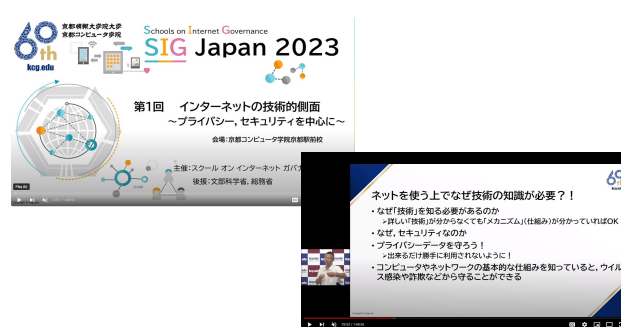 60th
京都情報大学院大学
京都コンピュータ学院
kcg.edu
Schools on Internet Governance
SIG Japan 2023
第1回 インターネットの技術的側面
～プライバシー，セキュリティを中心に～
会場：京都コンピュータ学院京都駅前校
主催：スクール オン インターネット ガバナ
後援：文部科学省，総務省
Play (k)
ネットを使う上でなぜ技術の知識が必要？！
・なぜ「技術」を知る必要があるのか
➢詳しい「技術」が分からなくても「メカニズム」（仕組み）が分かっていればOK
・なぜ，セキュリティなのか
・プライバシーデータを守ろう！
➢出来るだけ勝手に利用されないように！
・コンピュータやネットワークの基本的な仕組みを知っていると，ウイル
ス感染や詐欺などから守ることができる